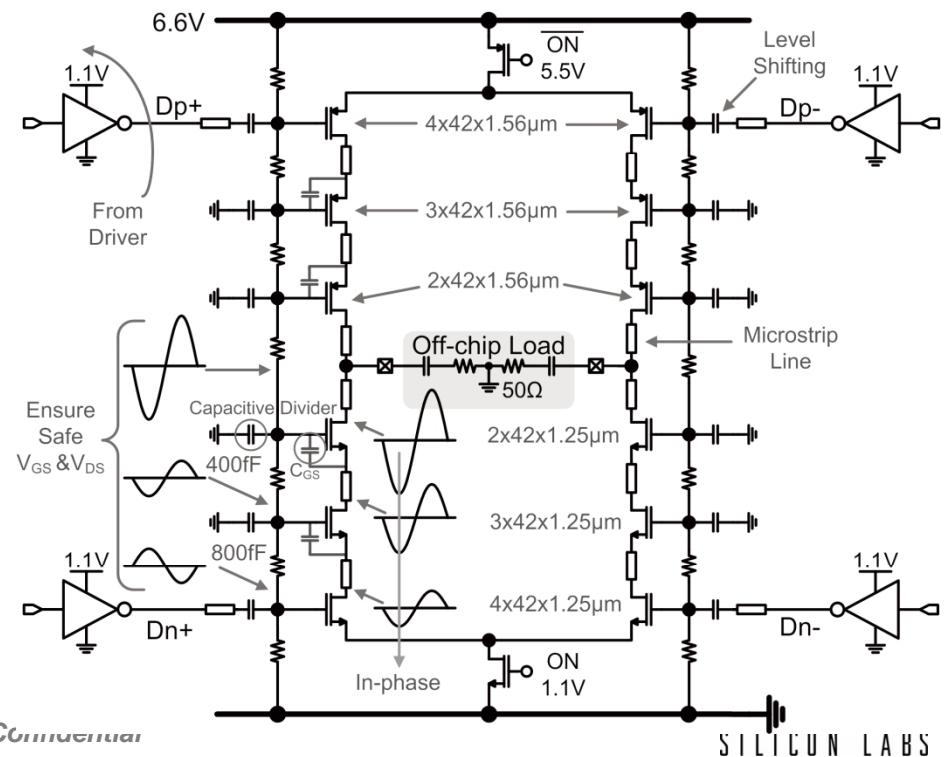 6.6V
ON
5.5V
Level
Shifting
1.1V
1.1V
Dp+
Dp-
4x42x1.56µm
From
Driver
3x42x1.56µm
2x42x1.56µm
Off-chip Load
50Ω
Microstrip
Line
Ensure
Safe
VGS &VDS
Capacitive Divider
400fF
CGS
2x42x1.25µm
3x42x1.25µm
800fF
1.1V
1.1V
4x42x1.25µm
Dn+
Dn-
ON
1.1V
In-phase
Confidential
SILICON LABS